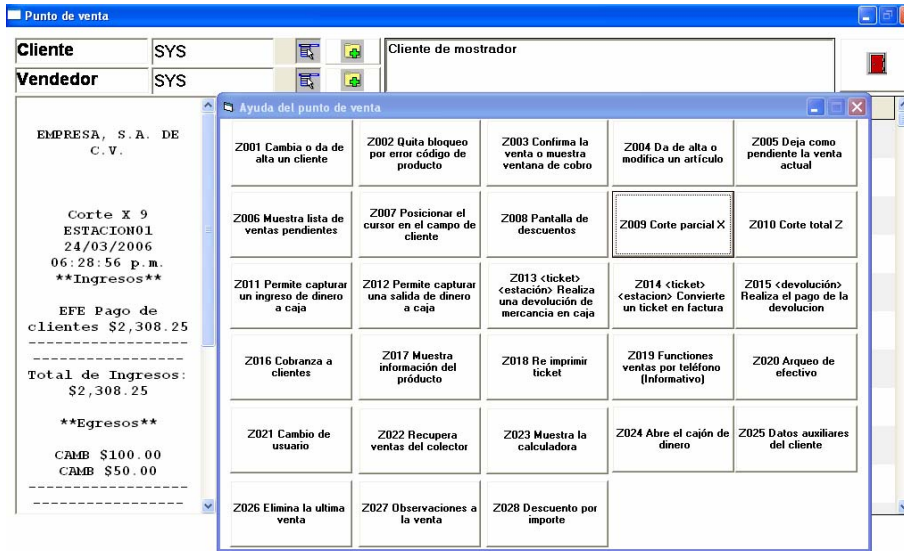 Punto de venta
Cliente
SYS
Cliente de mostrador
Vendedor
SYS
EMPRESA, S.A. DE
C.V.
Corte X 9
ESTACION01
24/03/2006
06:28:56 p.m.
**Ingresos**
EFE Pago de
clientes $2,308.25
------------------
------------------
Total de Ingresos:
$2,308.25
**Egresos**
CAMB $100.00
CAMB $50.00
------------------
------------------
Ayuda del punto de venta
Z001 Cambia o da de
alta un cliente
Z002 Quita bloqueo
por error código de
producto
Z003 Confirma la
venta o muestra
ventana de cobro
Z004 Da de alta o
modifica un artículo
Z005 Deja como
pendiente la venta
actual
Z006 Muestra lista de
ventas pendientes
Z007 Posicionar el
cursor en el campo de
cliente
Z008 Pantalla de
descuentos
Z009 Corte parcial X
Z010 Corte total Z
Z011 Permite capturar
un ingreso de dinero
a caja
Z012 Permite capturar
una salida de dinero
a caja
Z013 <ticket>
<estación> Realiza
una devolución de
mercancia en caja
Z014 <ticket>
<estacion> Convierte
un ticket en factura
Z015 <devolución>
Realiza el pago de la
devolucion
Z016 Cobranza a
clientes
Z017 Muestra
información del
próducto
Z018 Re imprimir
ticket
Z019 Functiones
ventas por teléfono
(Informativo)
Z020 Arqueo de
efectivo
Z021 Cambio de
usuario
Z022 Recupera
ventas del colector
Z023 Muestra la
calculadora
Z024 Abre el cajón de
dinero
Z025 Datos auxiliares
del cliente
Z026 Elimina la ultima
venta
Z027 Observaciones a
la venta
Z028 Descuento por
importe